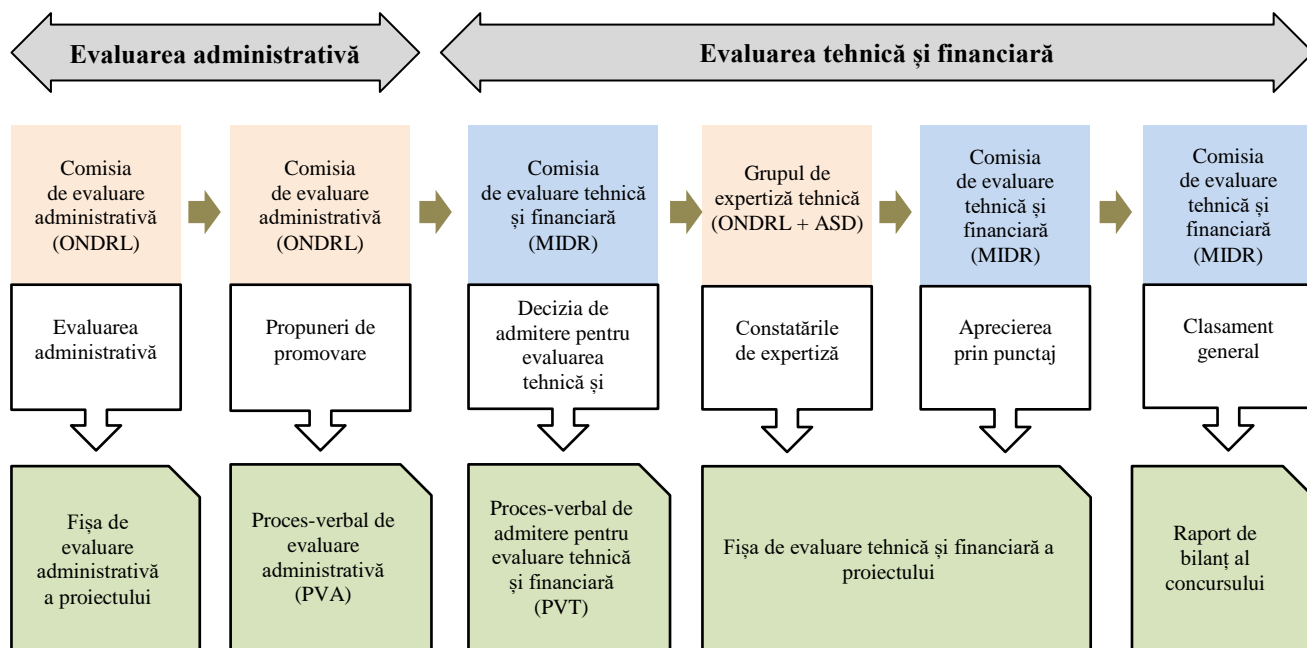 Evaluarea administrativă
Evaluarea tehnică și financiară
Comisia
de evaluare
administrativă
(ONDRL)
Comisia
de evaluare
administrativă
(ONDRL)
Comisia
de evaluare tehnică
și financiară
(MIDR)
Grupul de
expertiză tehnică
(ONDRL + ASD)
Comisia
de evaluare
tehnică și
financiară
(MIDR)
Comisia
de evaluare
tehnică și
financiară
(MIDR)
Evaluarea
administrativă
Propuneri de
promovare
Decizia de
admitere pentru
evaluarea
tehnică și
Constatările
de expertiză
Aprecierea
prin punctaj
Clasament
general
Fișa de
evaluare
administrativă
a proiectului
Proces-verbal de
evaluare
administrativă
(PVA)
Proces-verbal de
admitere pentru
evaluare tehnică
și financiară
(PVT)
Fișa de evaluare tehnică și financiară a
proiectului
Raport de
bilanț al
concursului